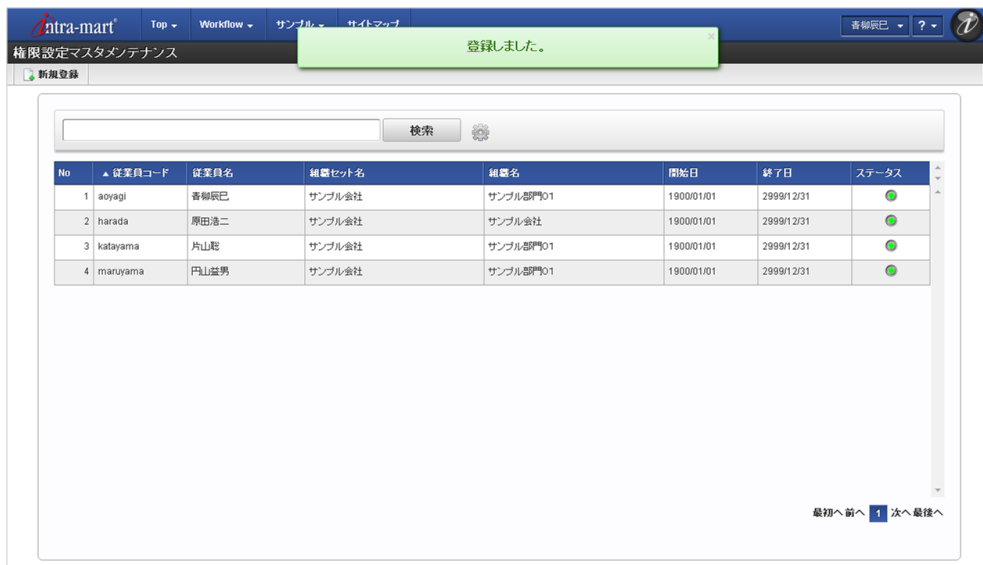 intra-mart
Top Workflow サンプル サイトマップ
青柳辰巳 ?
登録しました。 ×
権限設定マスタメンテナンス
新規登録
検索
No ▲ 従業員コード 従業員名 組織セット名 組織名 開始日 終了日 ステータス
1 aoyagi 青柳辰巳 サンプル会社 サンプル部門01 1900/01/01 2999/12/31
2 harada 原田浩二 サンプル会社 サンプル会社 1900/01/01 2999/12/31
3 katayama 片山聡 サンプル会社 サンプル部門01 1900/01/01 2999/12/31
4 maruyama 円山益男 サンプル会社 サンプル部門01 1900/01/01 2999/12/31
最初へ 前へ 1 次へ 最後へ